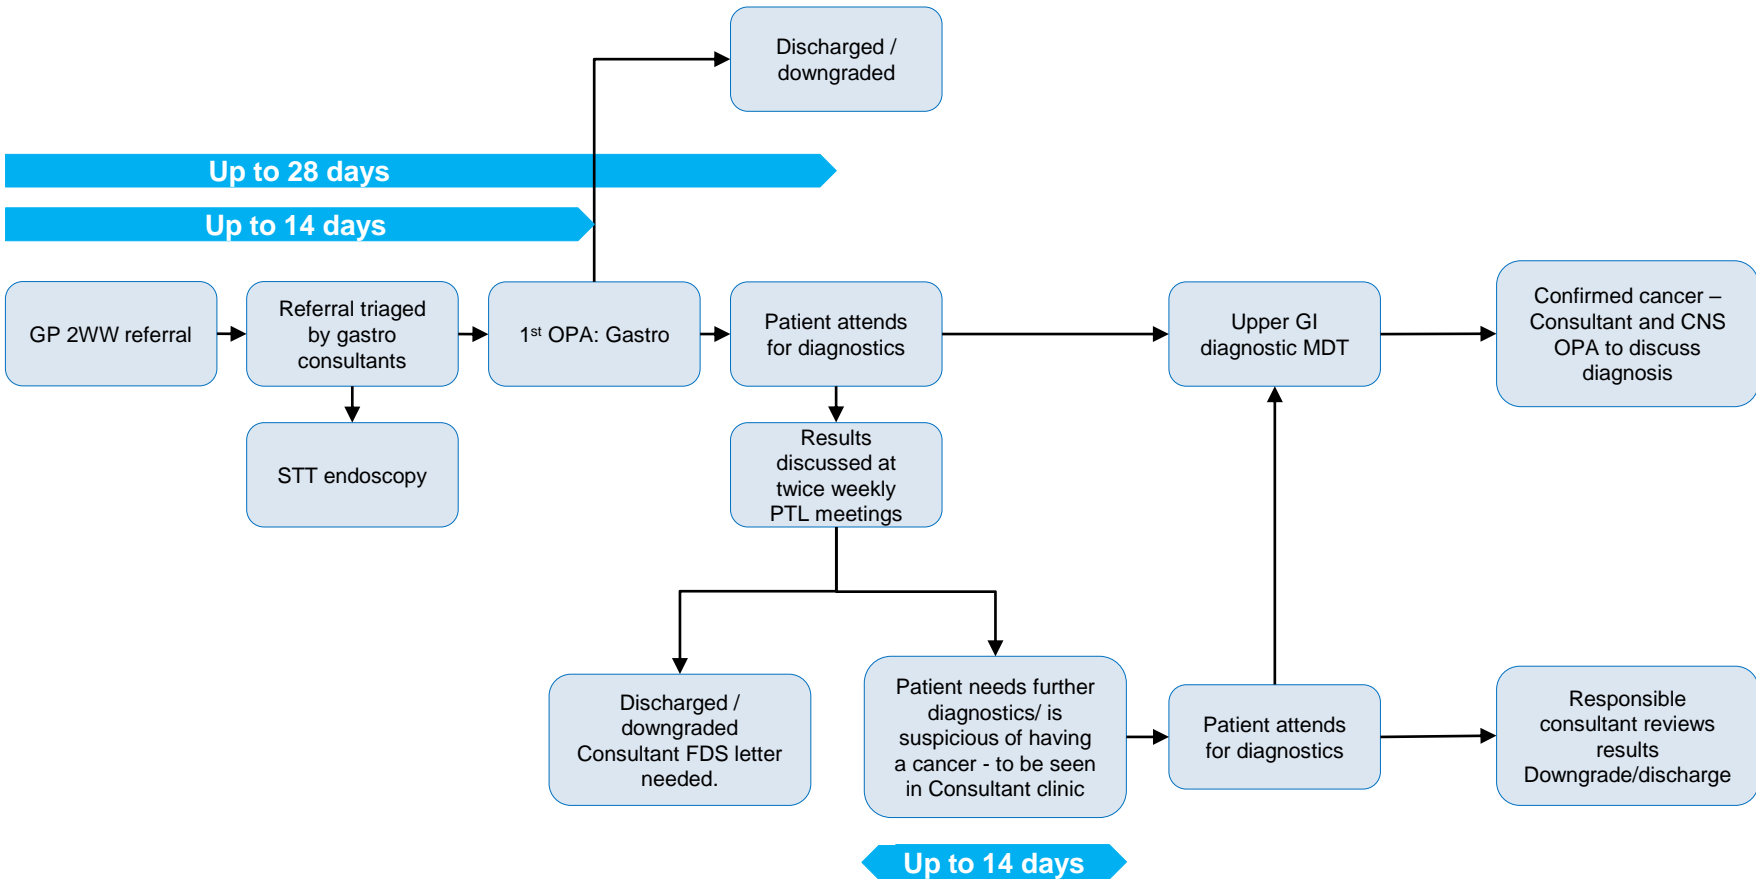 Discharged /
downgraded
Up to 28 days
Up to 14 days
GP 2WW referral
Referral triaged
by gastro
consultants
1st OPA: Gastro
Patient attends
for diagnostics
Upper GI
diagnostic MDT
Confirmed cancer –
Consultant and CNS
OPA to discuss
diagnosis
STT endoscopy
Results
discussed at
twice weekly
PTL meetings
Discharged /
downgraded
Consultant FDS letter
needed.
Patient needs further
diagnostics/ is
suspicious of having
a cancer - to be seen
in Consultant clinic
Patient attends
for diagnostics
Responsible
consultant reviews
results
Downgrade/discharge
Up to 14 days